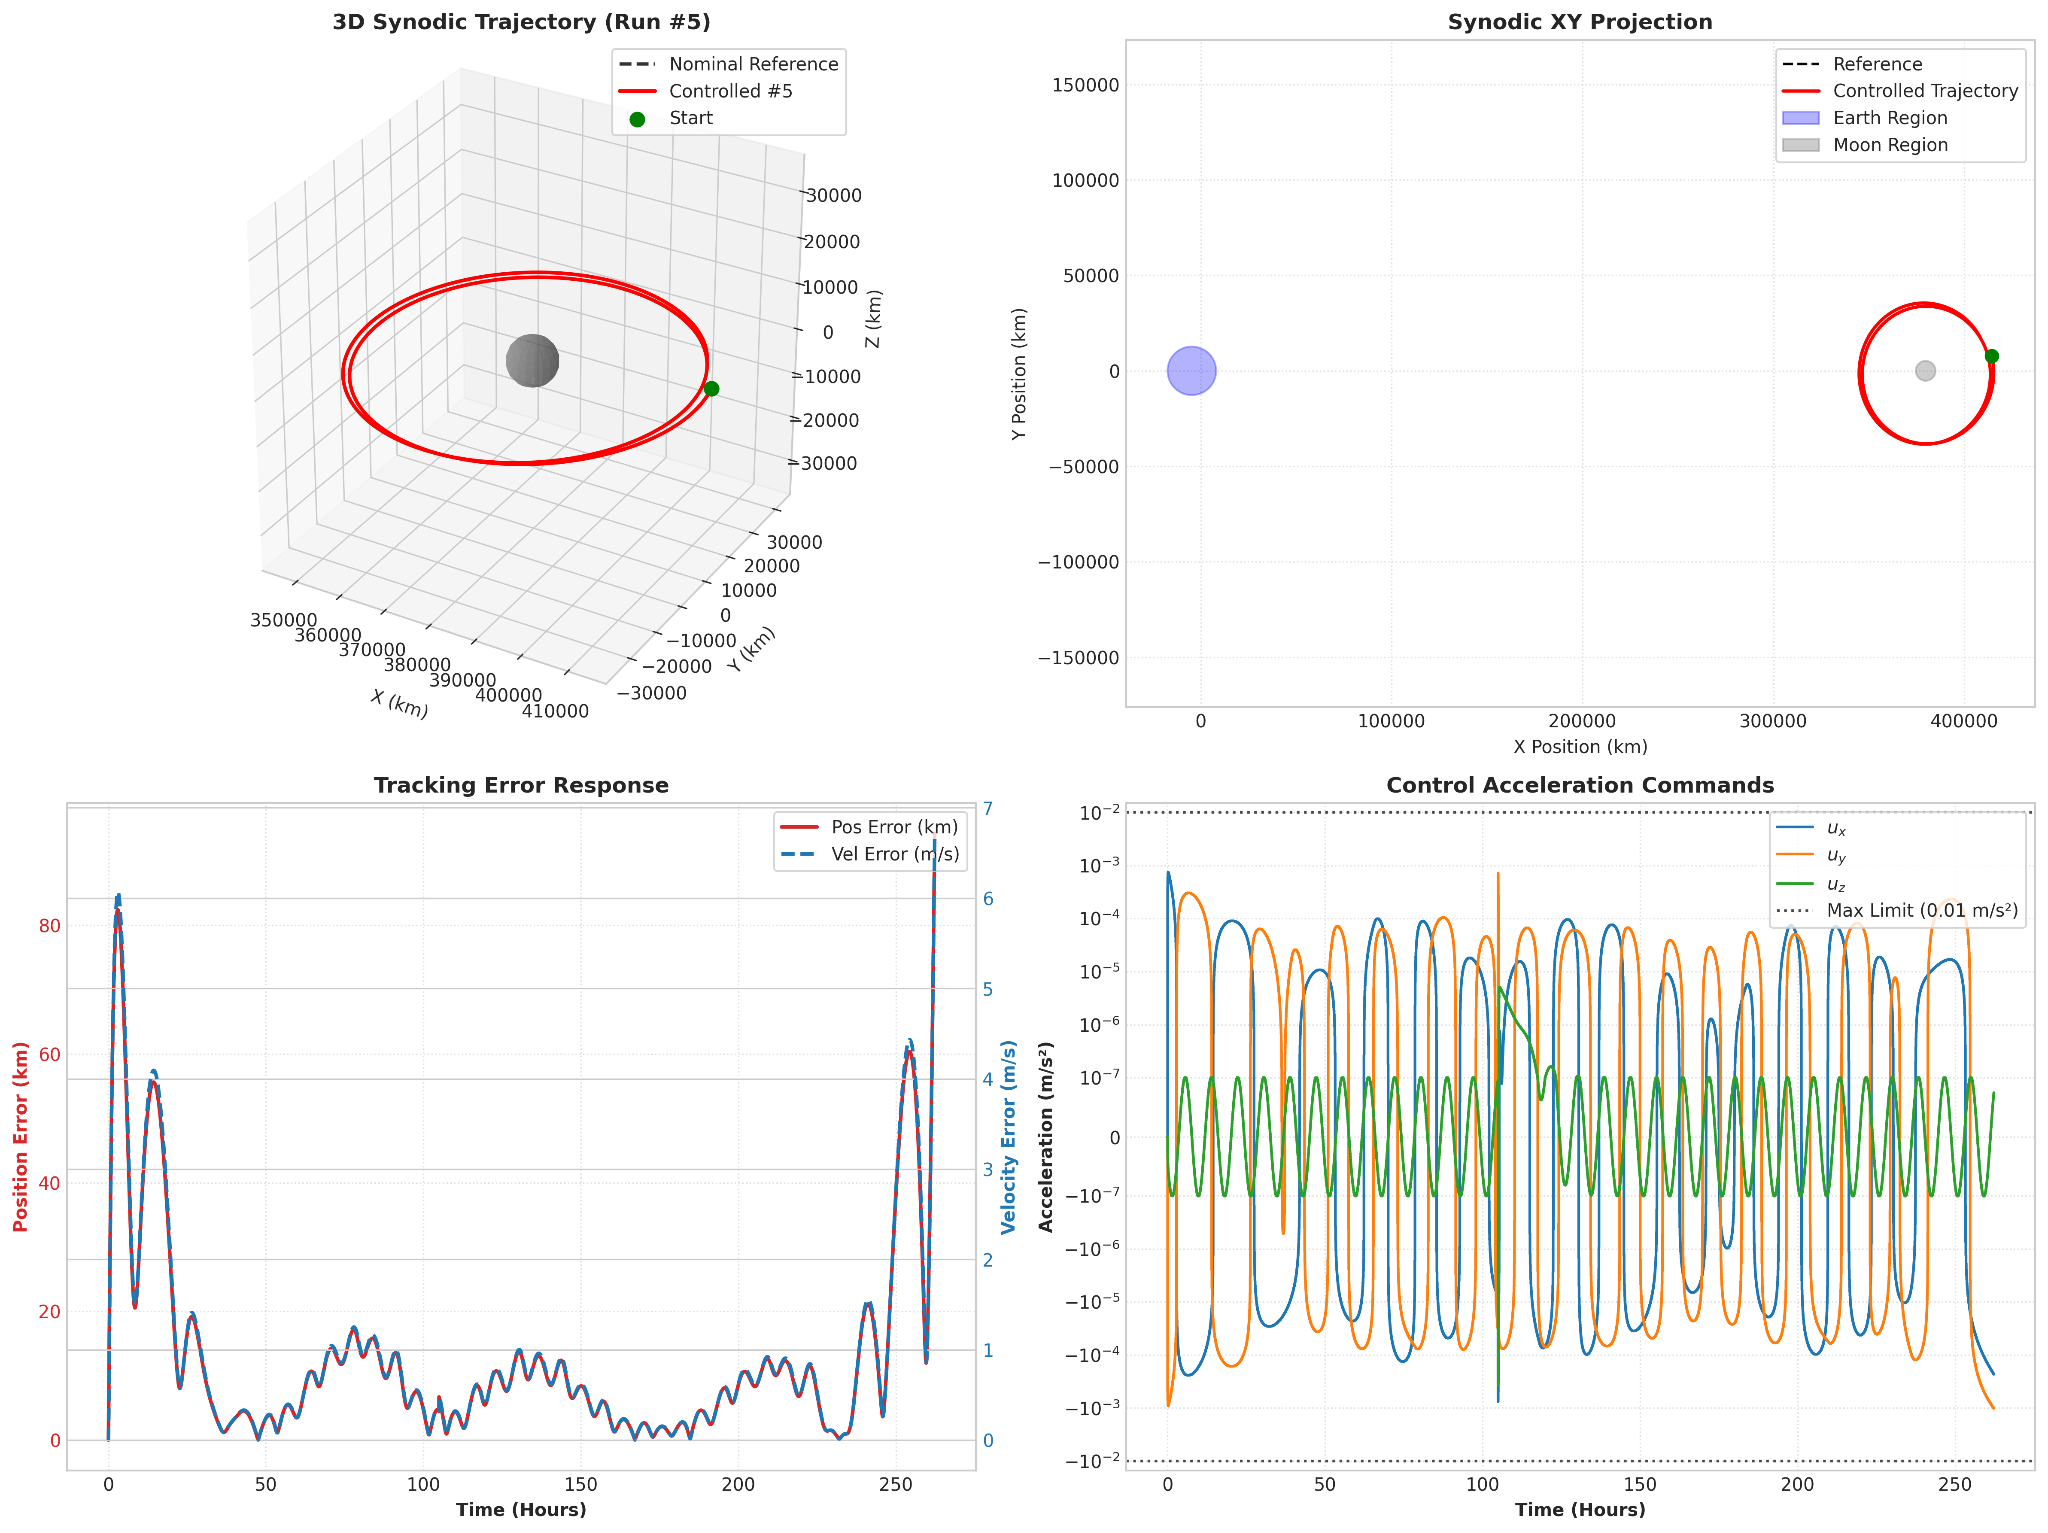 3D Synodic Trajectory (Run #5)
Nominal Reference
Controlled #5
Start
30000
20000
10000
0
−10000
−20000
−30000
Z (km)
30000
20000
10000
0
−10000
−20000
−30000
Y (km)
350000
360000
370000
380000
390000
400000
410000
X (km)
Synodic XY Projection
Reference
Controlled Trajectory
Earth Region
Moon Region
150000
100000
50000
0
−50000
−100000
−150000
Y Position (km)
0 100000 200000 300000 400000
X Position (km)
Tracking Error Response
Pos Error (km)
Vel Error (m/s)
80
60
40
20
0
Position Error (km)
7
6
5
4
3
2
1
0
Velocity Error (m/s)
0 50 100 150 200 250
Time (Hours)
Control Acceleration Commands
u_x
u_y
u_z
Max Limit (0.01 m/s²)
10⁻²
10⁻³
10⁻⁴
10⁻⁵
10⁻⁶
10⁻⁷
0
−10⁻⁷
−10⁻⁶
−10⁻⁵
−10⁻⁴
−10⁻³
−10⁻²
Acceleration (m/s²)
0 50 100 150 200 250
Time (Hours)